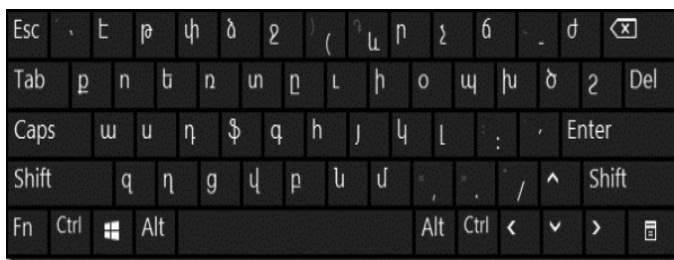 Esc ՝ է թ փ ձ ջ ) ( և ր չ ճ - ժ
Tab ք ո ե ռ տ ը ւ ի օ պ խ ծ շ Del
Caps ա ս դ ֆ գ հ յ կ լ : ՛ Enter
Shift զ ղ ց վ բ ն մ , . / Shift
Fn Ctrl Alt Alt Ctrl